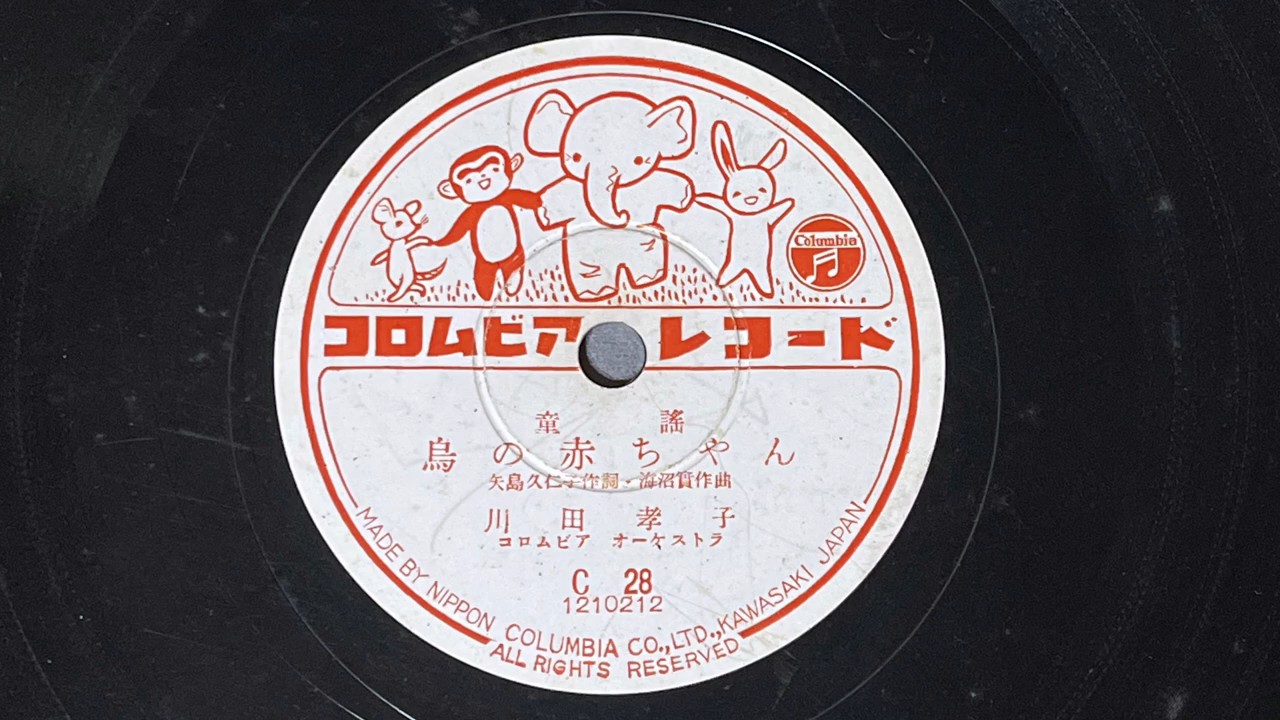 Columbia
コロムビア レコード
童謠
烏の赤ちやん
矢島久仁子作詞・海沼實作曲
川田孝子
コロムビア オーケストラ
C 28
1210212
MADE BY NIPPON COLUMBIA CO.,LTD.,KAWASAKI JAPAN
ALL RIGHTS RESERVED